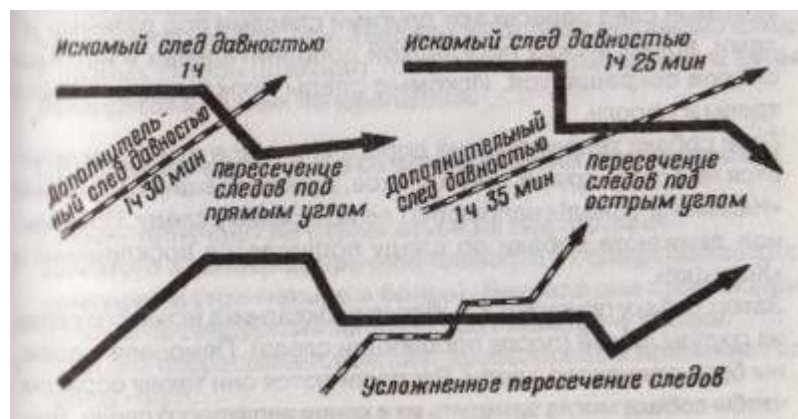 Искомый след давностью
1ч
Дополнитель-
ный след давностью
1ч 30 мин
Пересечение
следов под
прямым углом
Искомый след давностью
1ч 25 мин
Дополнительный
след давностью
1ч 35 мин
Пересечение
следов под
острым углом
Усложненное пересечение следов